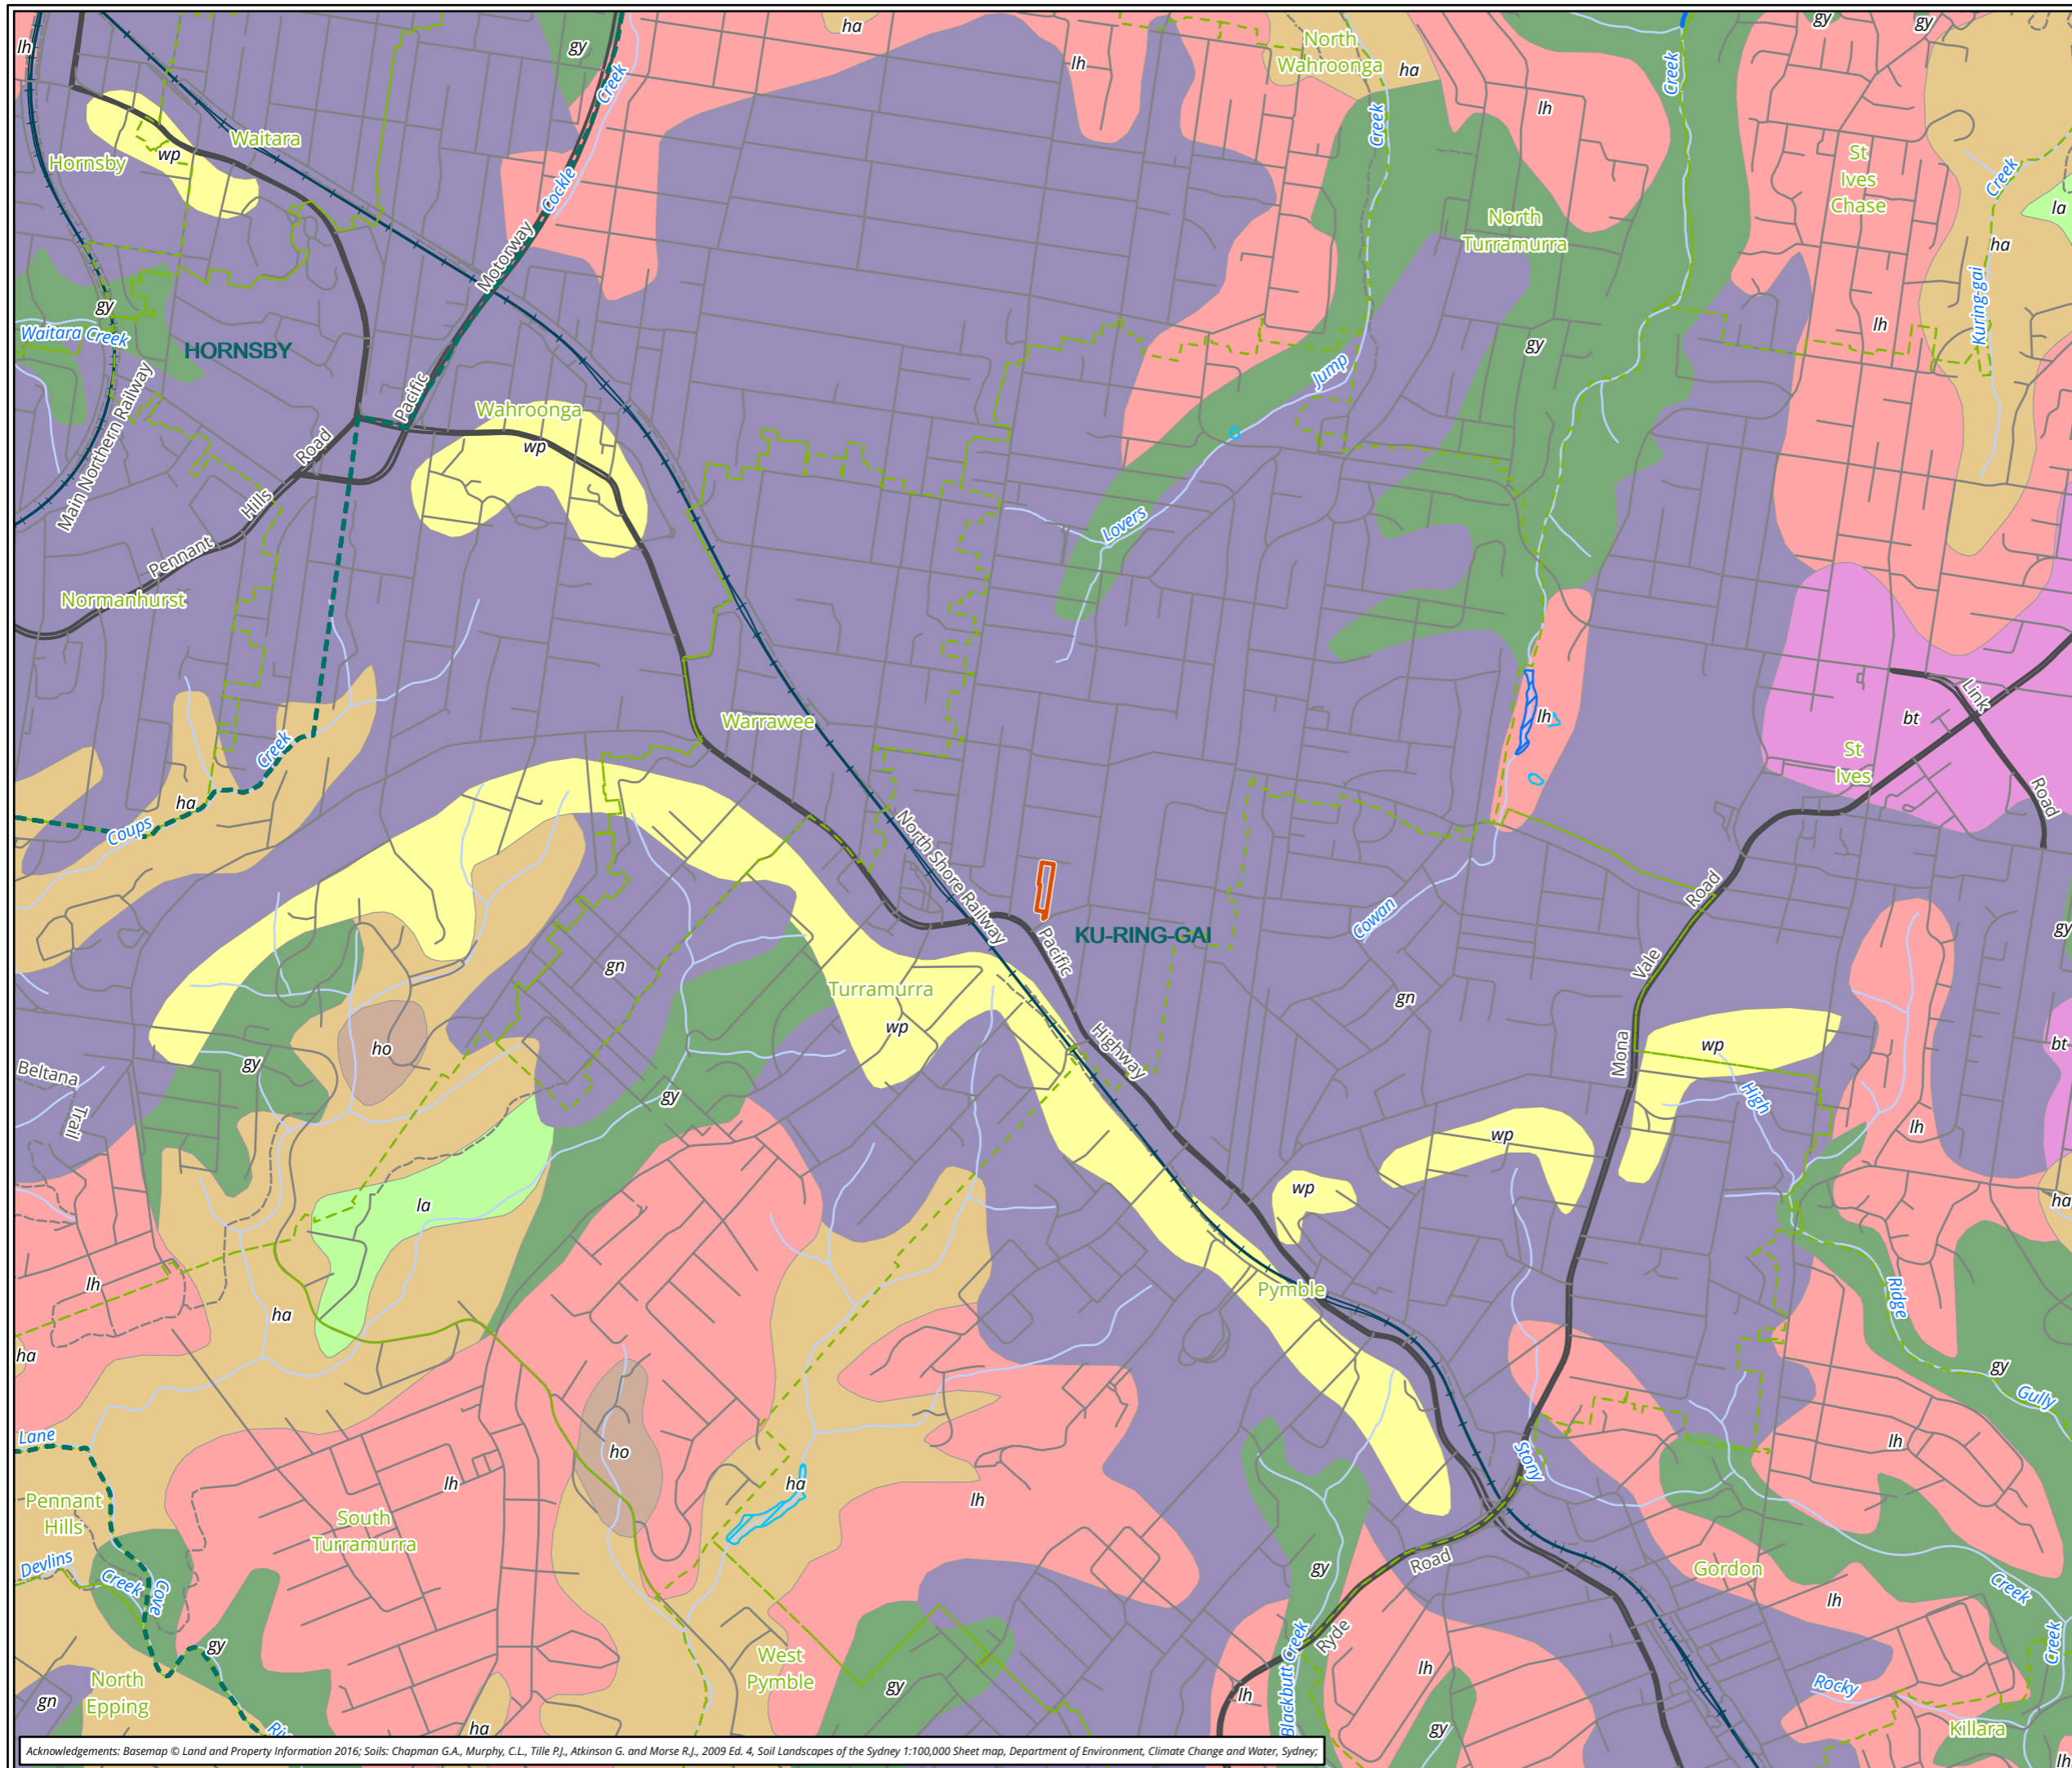 lh
gy
ha
lh
North
Wahroonga
ha
gy
gy
Creek
Creek
Creek
lh
Hornsby
wp
Waitara
Cockle
Motorway
St
Ives
Chase
Creek
la
North
Turramurra
ha
gy
Waitara Creek
HORNSBY
Kuring-gai
lh
gy
Jump
Main Northern Railway
Pacific
Wahroonga
wp
Road
Hills
Lovers
Pennant
Normanhurst
Link
lh
bt
Warrawee
Creek
St
Ives
ha
Coups
Road
North Shore Railway
Road
Cowan
Pacific
KU-RING-GAI
gy
gn
Vale
Turramurra
gn
wp
ho
gy
Beltana
Trail
Highway
Mona
wp
bt
High
gy
wp
lh
wp
la
ha
lh
ha
Pymble
Ridge
ha
gy
Gully
Lane
ho
lh
ha
lh
Stony
lh
Pennant
Hills
South
Turramurra
Devlins
Creek
Cove
gy
Road
Gordon
Creek
lh
gy
Ryde
Blackbutt Creek
Creek
West
Pymble
North
Epping
gn
gy
lh
lh
Rocky
ha
gy
Killara
lh
Acknowledgements: Basemap © Land and Property Information 2016; Soils: Chapman G.A., Murphy, C.L., Tille P.J., Atkinson G. and Morse R.J., 2009 Ed. 4, Soil Landscapes of the Sydney 1:100,000 Sheet map, Department of Environment, Climate Change and Water, Sydney;